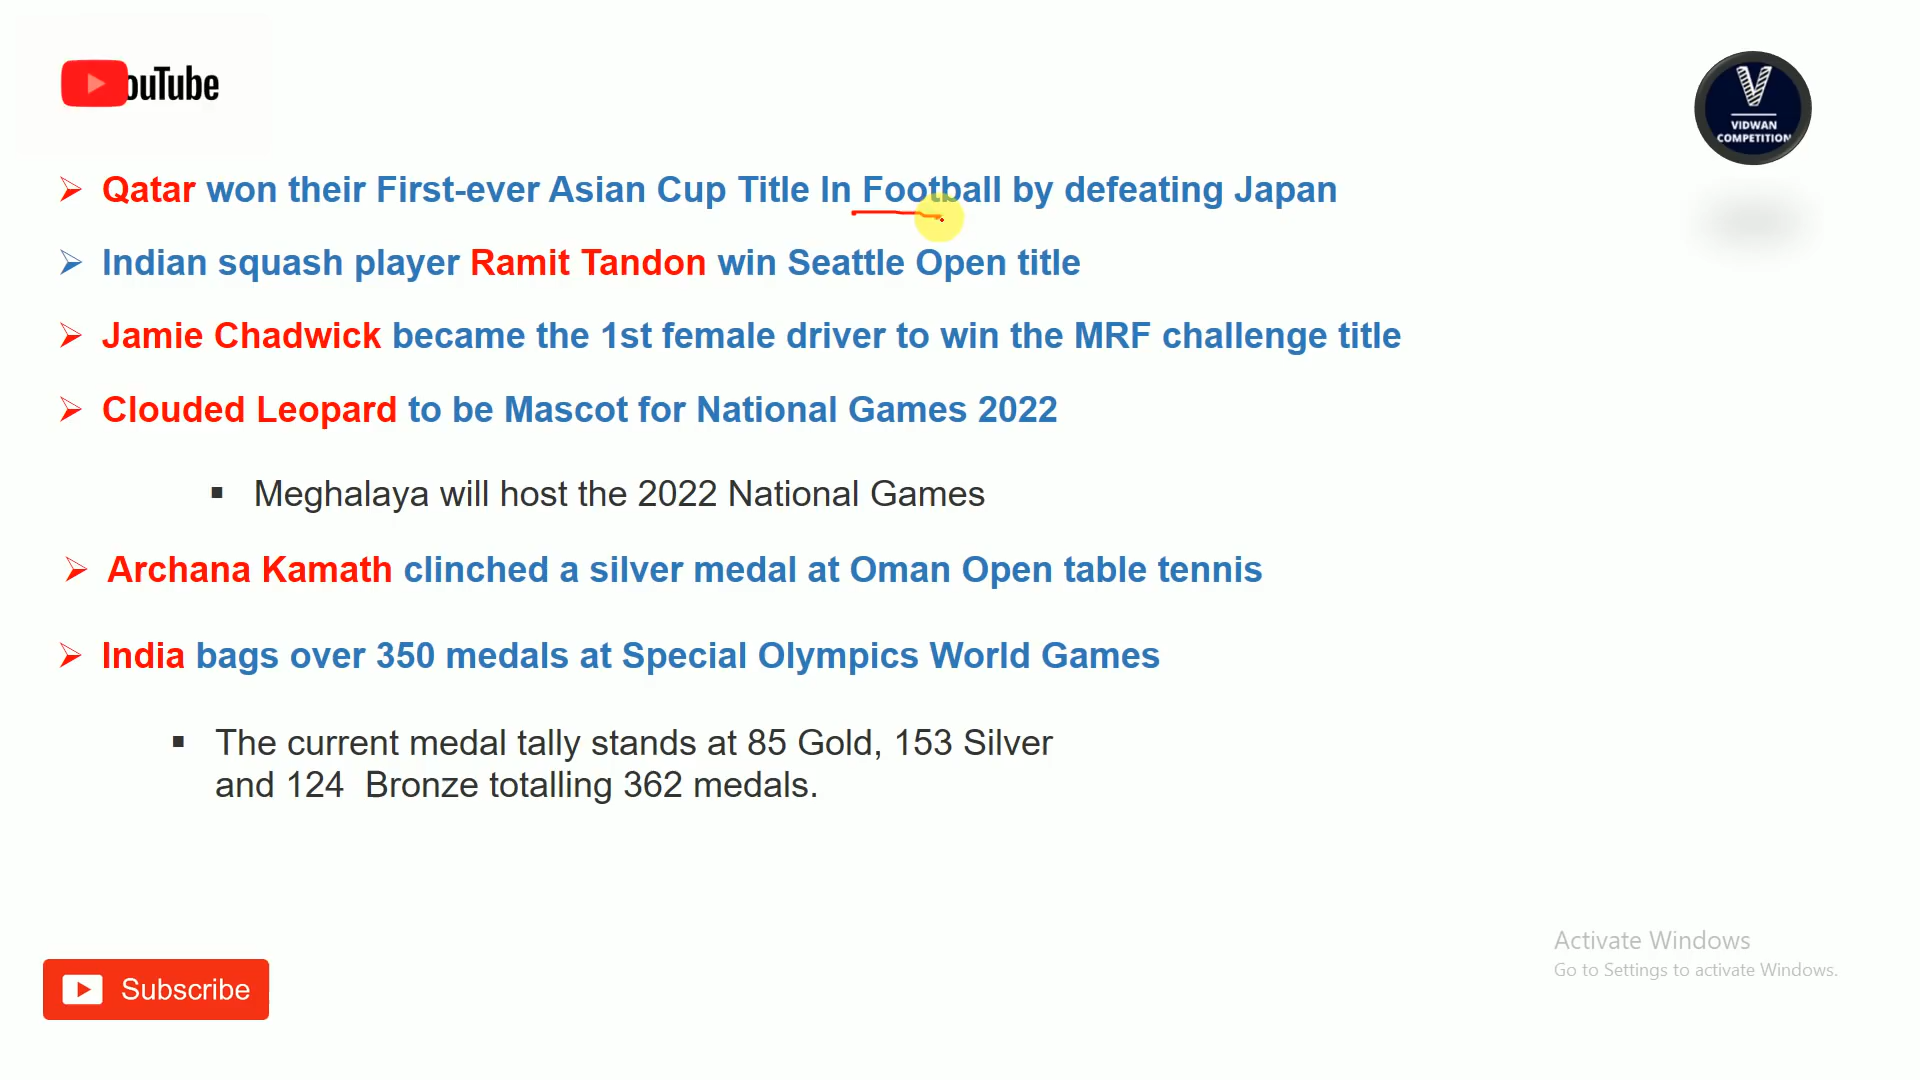 ouTube
V
VIDWAN
COMPETITION
Qatar won their First-ever Asian Cup Title In Football by defeating Japan
Indian squash player Ramit Tandon win Seattle Open title
Jamie Chadwick became the 1st female driver to win the MRF challenge title
Clouded Leopard to be Mascot for National Games 2022
Meghalaya will host the 2022 National Games
Archana Kamath clinched a silver medal at Oman Open table tennis
India bags over 350 medals at Special Olympics World Games
The current medal tally stands at 85 Gold, 153 Silver
and 124  Bronze totalling 362 medals.
Activate Windows
Go to Settings to activate Windows.
Subscribe